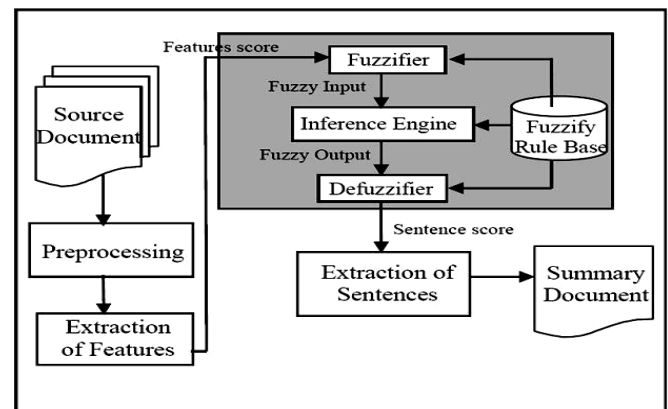 Features score
Source
Document
Preprocessing
Extraction
of Features
Fuzzifier
Fuzzy Input
Inference Engine
Fuzzy Output
Defuzzifier
Fuzzify
Rule Base
Sentence score
Extraction of
Sentences
Summary
Document